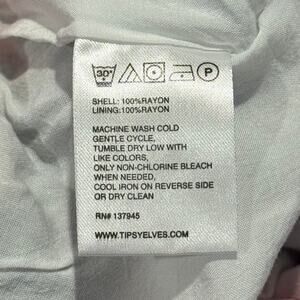 30°
P
SHELL: 100%RAYON
LINING:100%RAYON
MACHINE WASH COLD
GENTLE CYCLE,
TUMBLE DRY LOW WITH
LIKE COLORS,
ONLY NON-CHLORINE BLEACH
WHEN NEEDED,
COOL IRON ON REVERSE SIDE
OR DRY CLEAN
RN# 137945
WWW.TIPSYELVES.COM